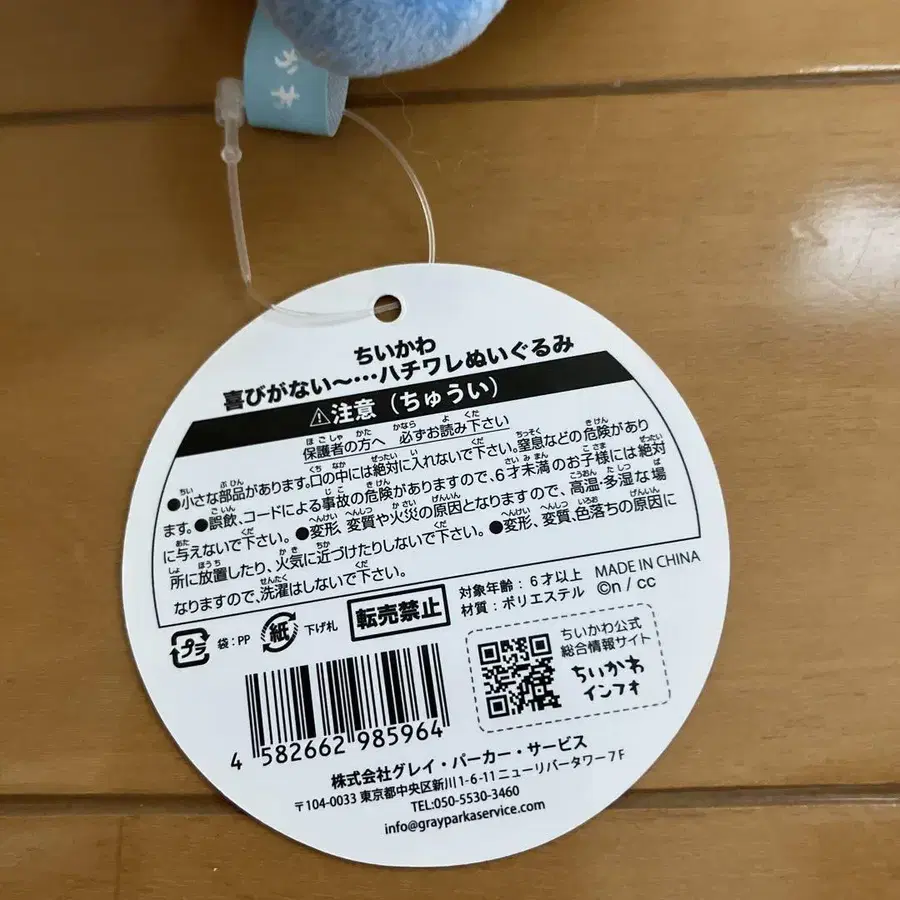 ちいかわ
喜びがない～…ハチワレぬいぐるみ
⚠注意（ちゅうい）
保護者の方へ 必ずお読み下さい
●小さな部品があります。口の中には絶対に入れないで下さい。窒息などの危険があり
ます。●誤飲、コードによる事故の危険がありますので、6才未満のお子様には絶対
に与えないで下さい。●変形、変質や火災の原因となりますので、高温・多湿な場
所に放置したり、火気に近づけたりしないで下さい。●変形、変質、色落ちの原因に
なりますので、洗濯はしないで下さい。
プラ 袋：PP 紙 下げ札 転売禁止
対象年齢：6才以上
材質：ポリエステル
MADE IN CHINA
©n / cc
ちいかわ公式
総合情報サイト
ちいかわ
インフォ
4 582662 985964
株式会社グレイ・パーカー・サービス
〒104-0033 東京都中央区新川1-6-11 ニューリバータワー7F
TEL:050-5530-3460
info@grayparkaservice.com